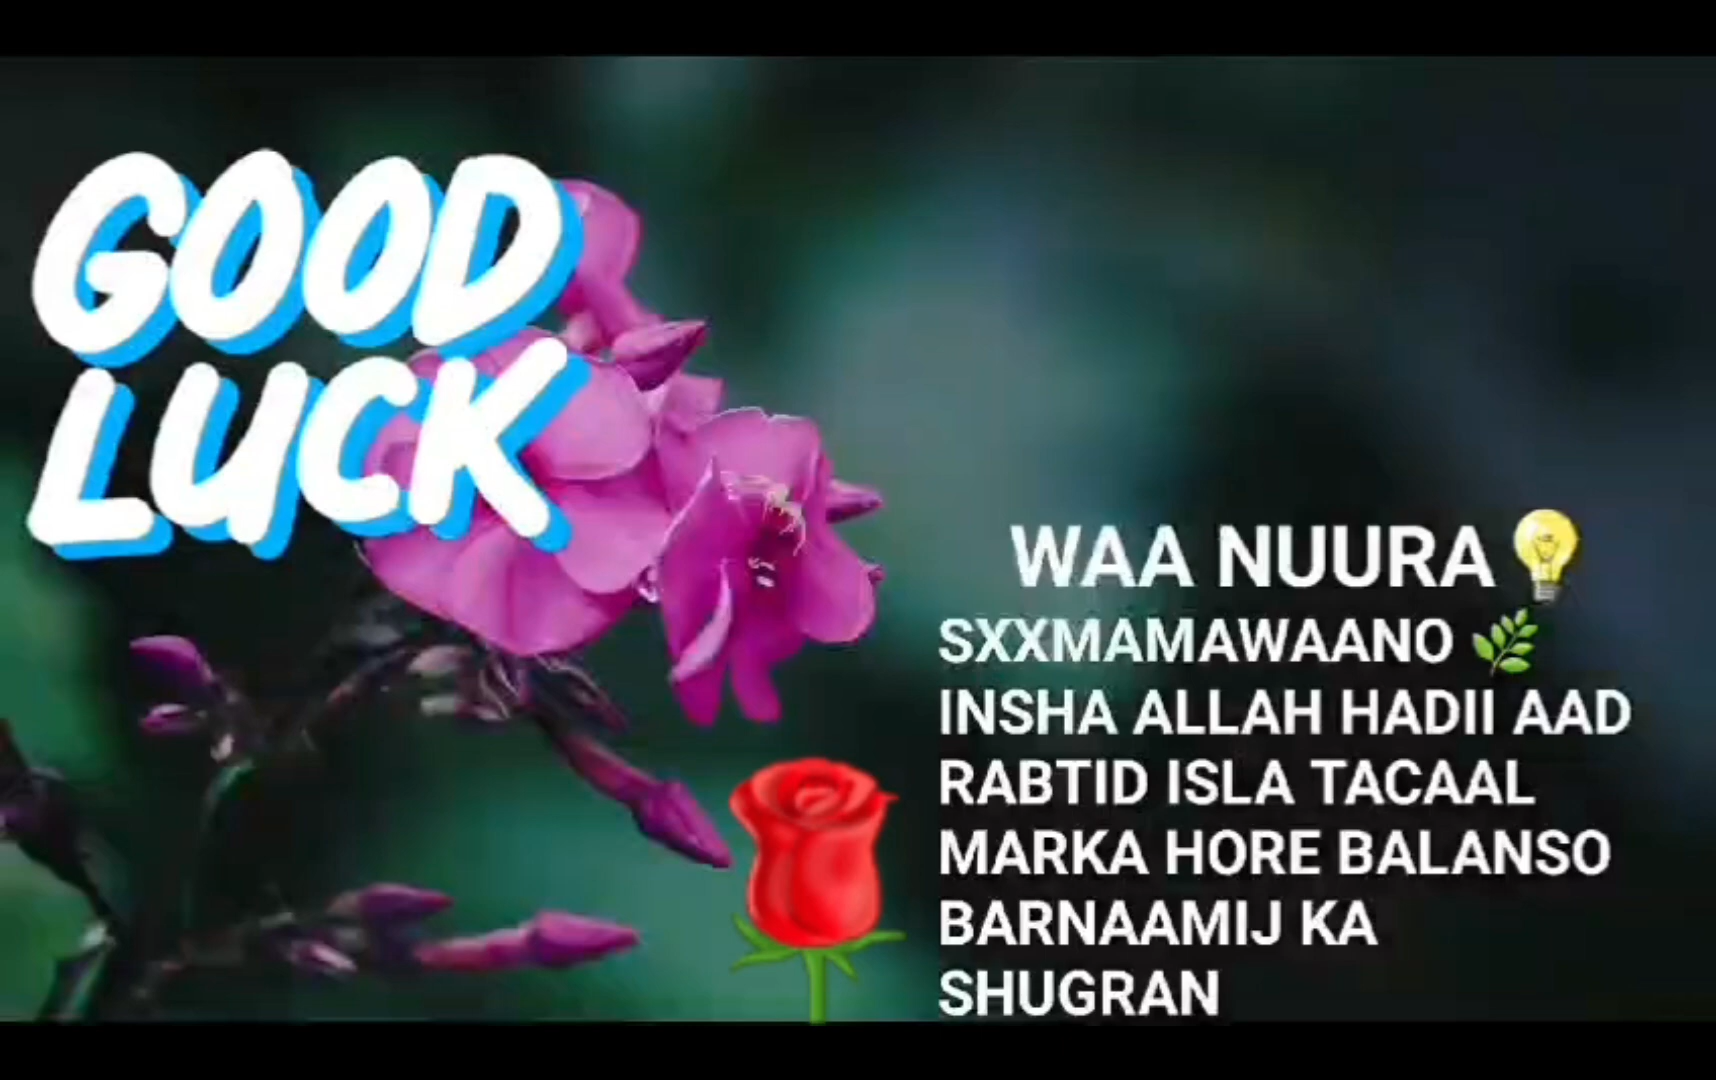 GOOD
LUCK
WAA NUURA💡
SXXMAMAWAANO 🌿
INSHA ALLAH HADII AAD
RABTID ISLA TACAAL
MARKA HORE BALANSO
BARNAAMIJ KA
SHUGRAN